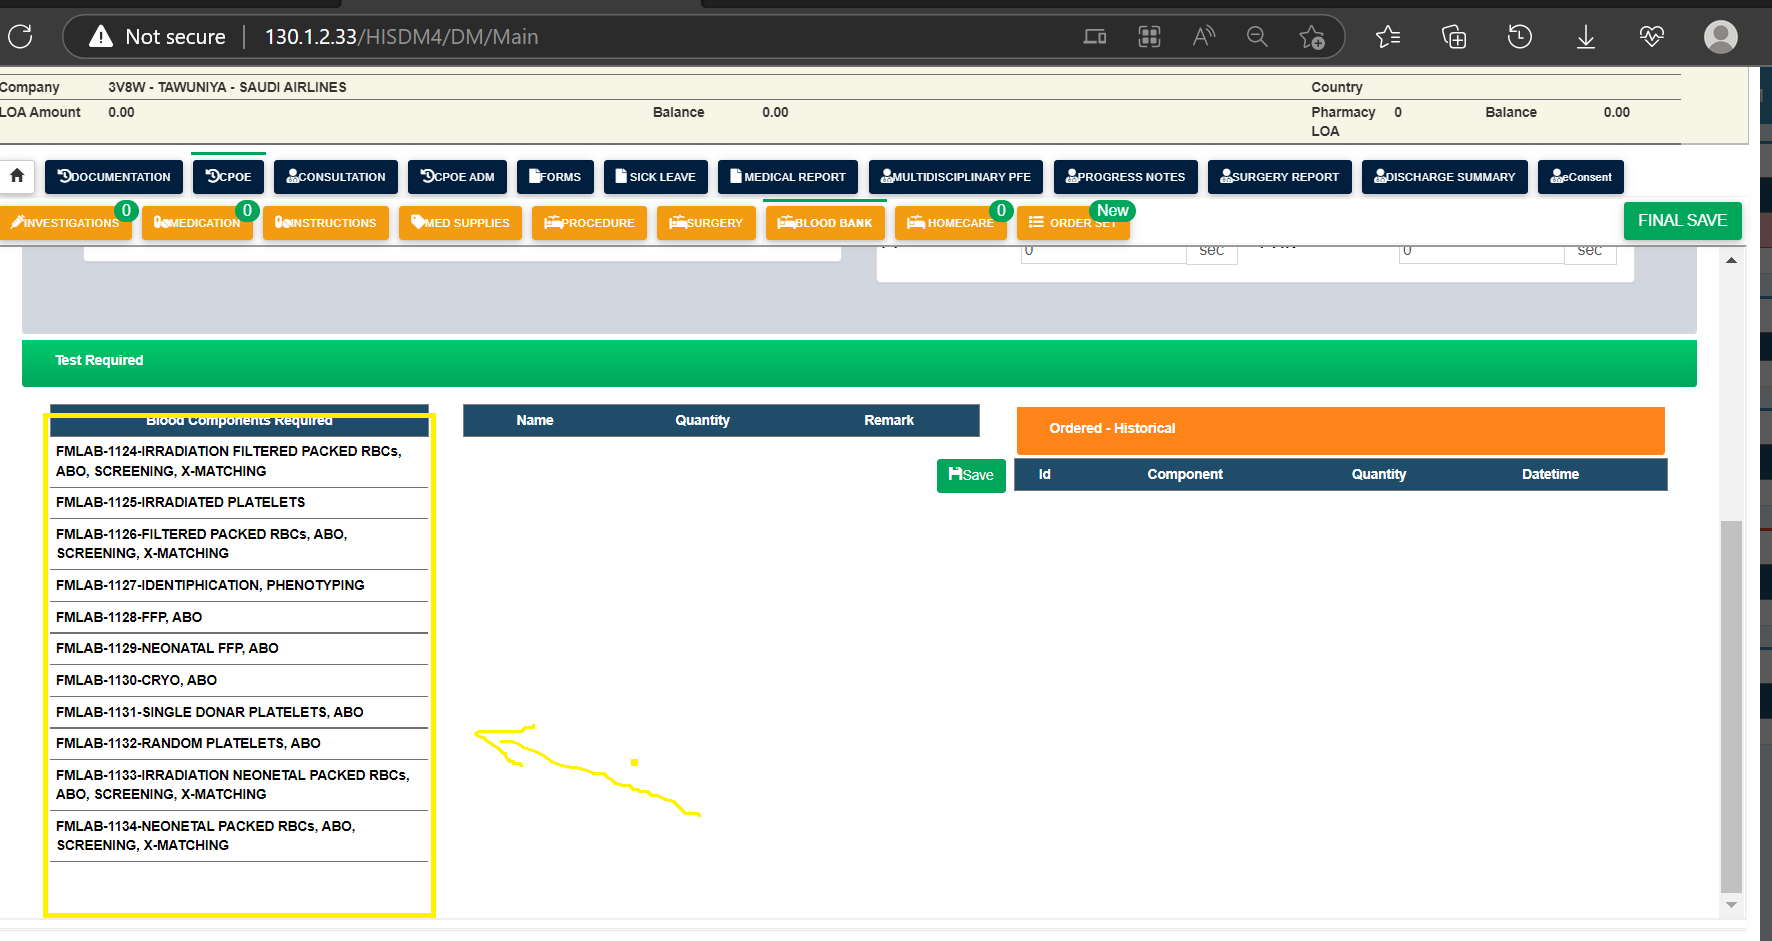 Not secure 130.1.2.33/HISDM4/DM/Main
Company 3V8W - TAWUNIYA - SAUDI AIRLINES Country
LOA Amount 0.00 Balance 0.00 Pharmacy LOA 0 Balance 0.00
DOCUMENTATION CPOE CONSULTATION CPOE ADM FORMS SICK LEAVE MEDICAL REPORT MULTIDISCIPLINARY PFE PROGRESS NOTES SURGERY REPORT DISCHARGE SUMMARY eConsent
INVESTIGATIONS 0 MEDICATION 0 INSTRUCTIONS MED SUPPLIES PROCEDURE SURGERY BLOOD BANK HOMECARE 0 ORDER SET New FINAL SAVE
0 sec 0 sec
Test Required
Blood Components Required
FMLAB-1124-IRRADIATION FILTERED PACKED RBCs,
ABO, SCREENING, X-MATCHING
FMLAB-1125-IRRADIATED PLATELETS
FMLAB-1126-FILTERED PACKED RBCs, ABO,
SCREENING, X-MATCHING
FMLAB-1127-IDENTIPHICATION, PHENOTYPING
FMLAB-1128-FFP, ABO
FMLAB-1129-NEONATAL FFP, ABO
FMLAB-1130-CRYO, ABO
FMLAB-1131-SINGLE DONAR PLATELETS, ABO
FMLAB-1132-RANDOM PLATELETS, ABO
FMLAB-1133-IRRADIATION NEONETAL PACKED RBCs,
ABO, SCREENING, X-MATCHING
FMLAB-1134-NEONETAL PACKED RBCs, ABO,
SCREENING, X-MATCHING
Name Quantity Remark
Save
Ordered - Historical
Id Component Quantity Datetime